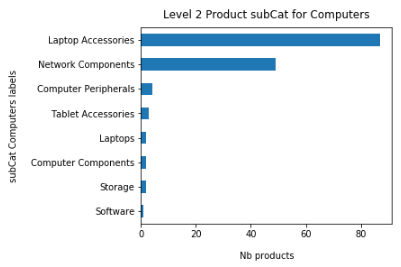 Level 2 Product subCat for Computers
subCat Computers labels
Laptop Accessories
Network Components
Computer Peripherals
Tablet Accessories
Laptops
Computer Components
Storage
Software
0 20 40 60 80
Nb products